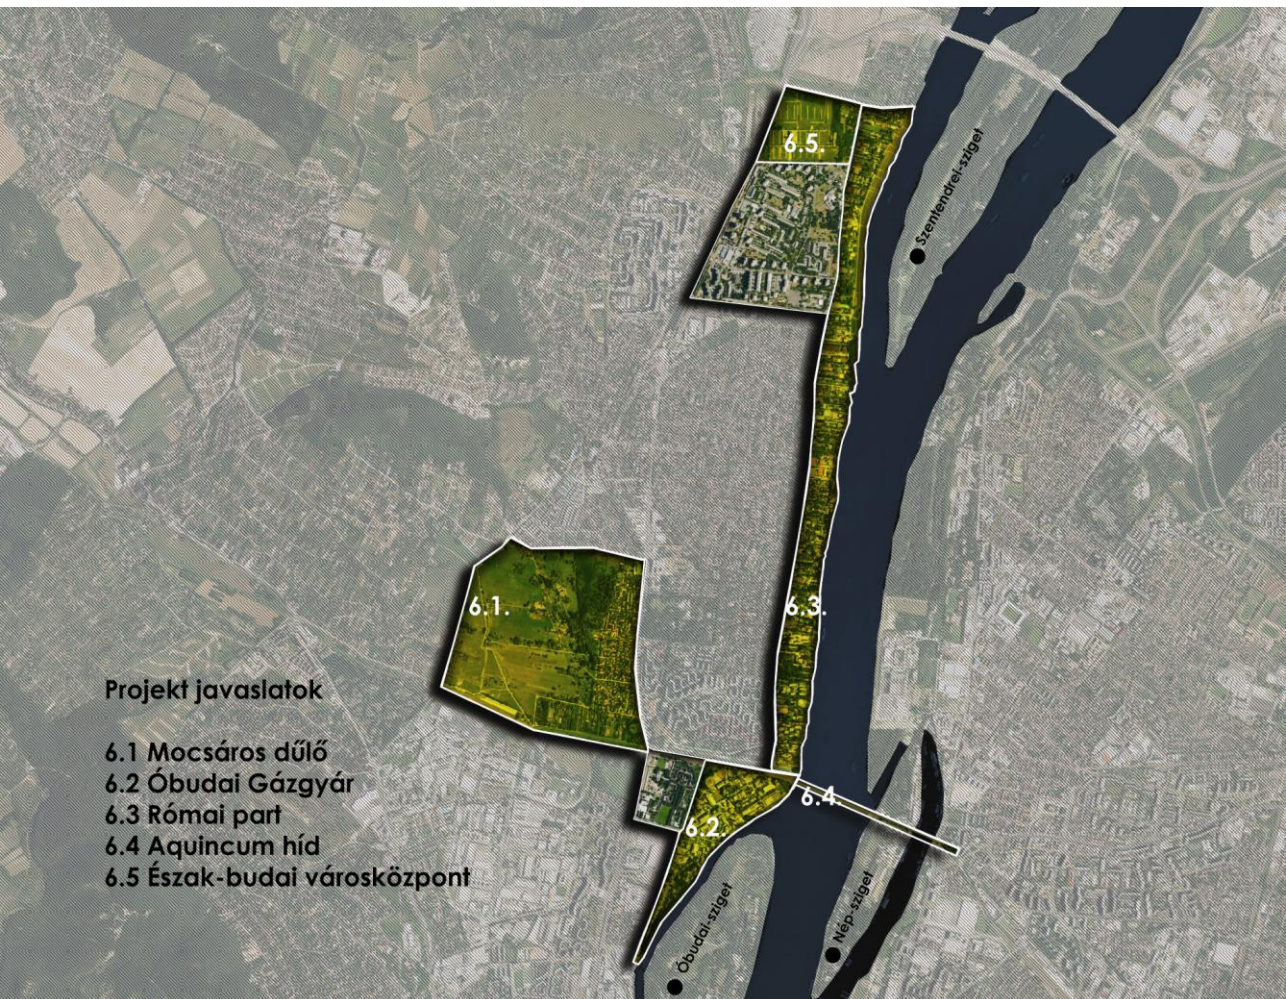 6.5.
Szentendrei-sziget
6.1.
6.3.
Projekt javaslatok
6.1 Mocsáros dűlő
6.2 Óbudai Gázgyár
6.3 Római part
6.4 Aquincum híd
6.5 Észak-budai városközpont
6.4.
6.2.
Óbudai-sziget
Nép-sziget